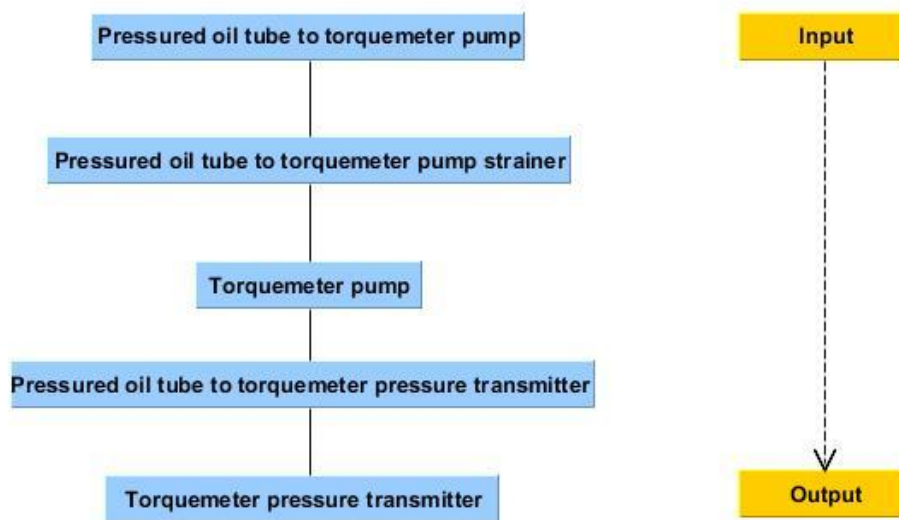 Pressured oil tube to torquemeter pump
Input
Pressured oil tube to torquemeter pump strainer
Torquemeter pump
Pressured oil tube to torquemeter pressure transmitter
Torquemeter pressure transmitter
Output